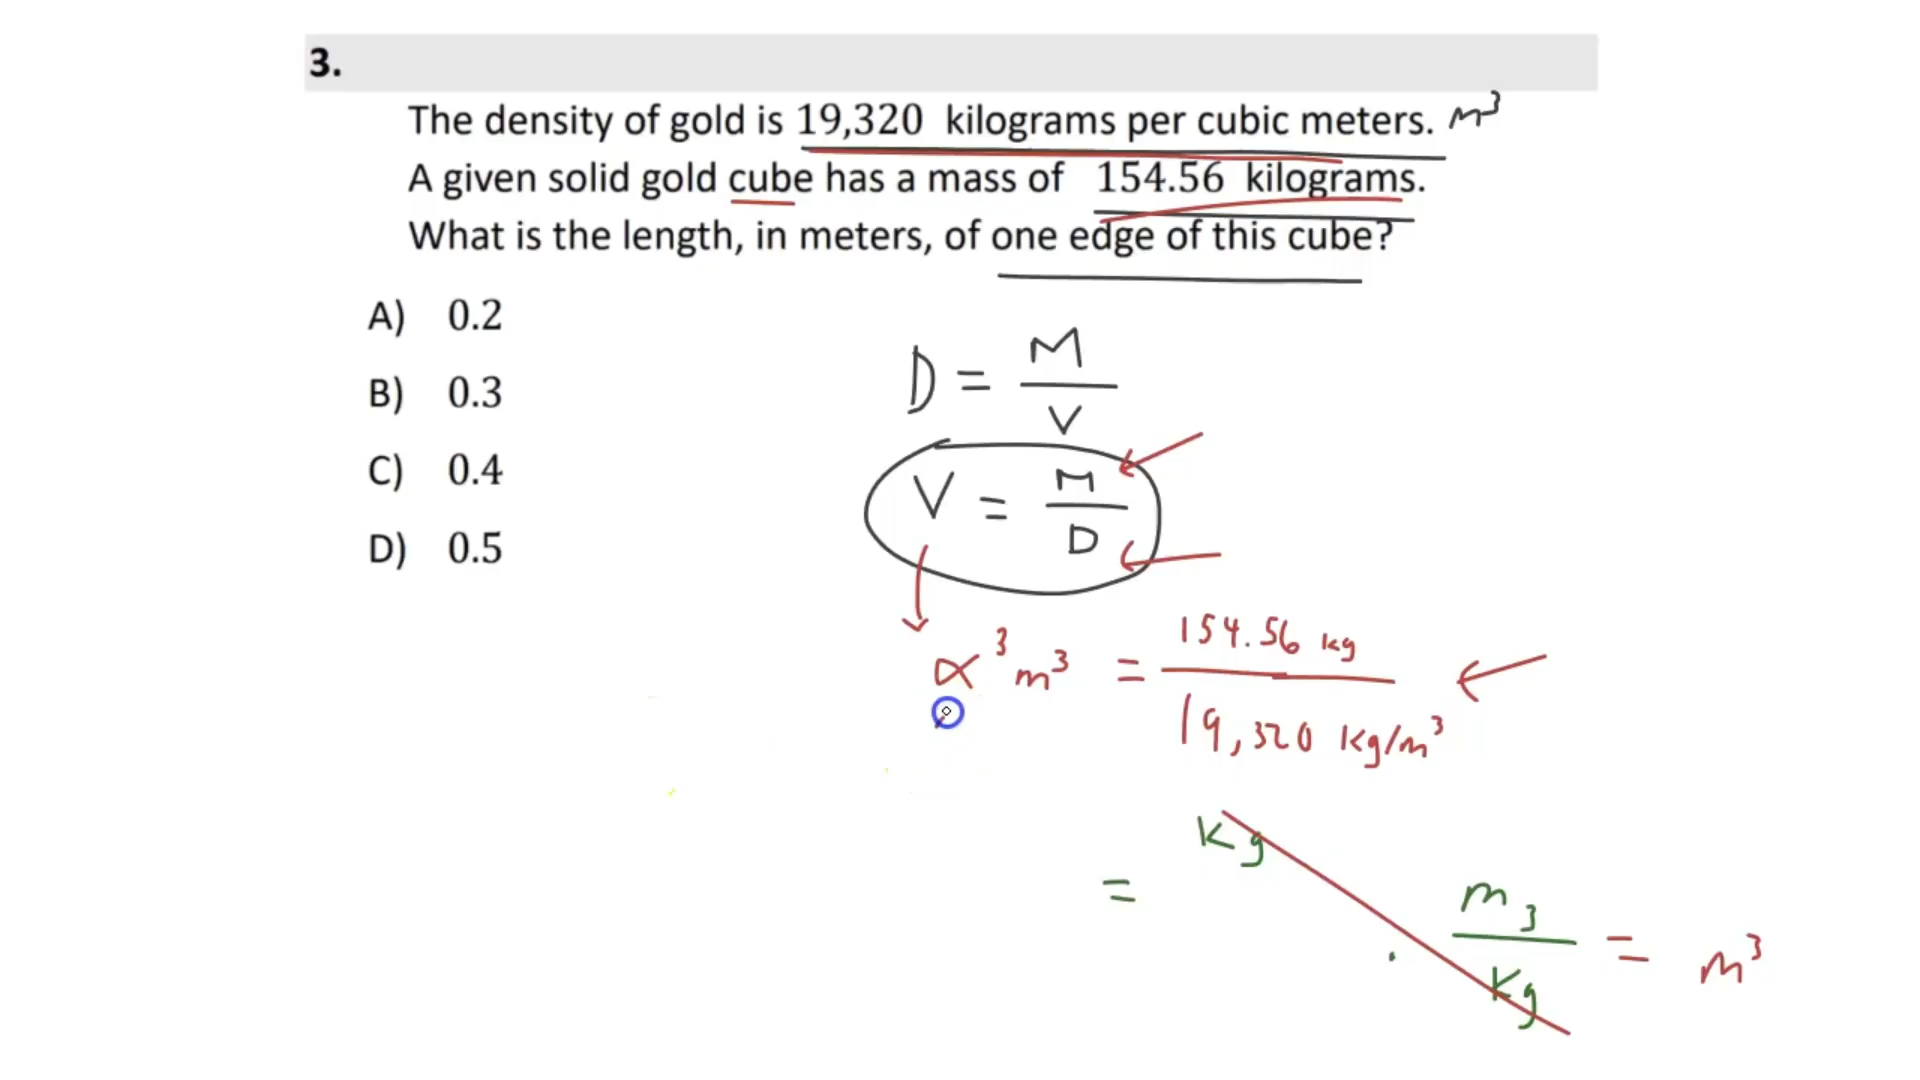 3.
The density of gold is 19,320 kilograms per cubic meters. m³
A given solid gold cube has a mass of 154.56 kilograms.
What is the length, in meters, of one edge of this cube?
A) 0.2
B) 0.3
C) 0.4
D) 0.5
D = M/V
V = M/D
α³ m³ = 154.56 kg / 19,320 kg/m³
= kg · m3/kg = m³